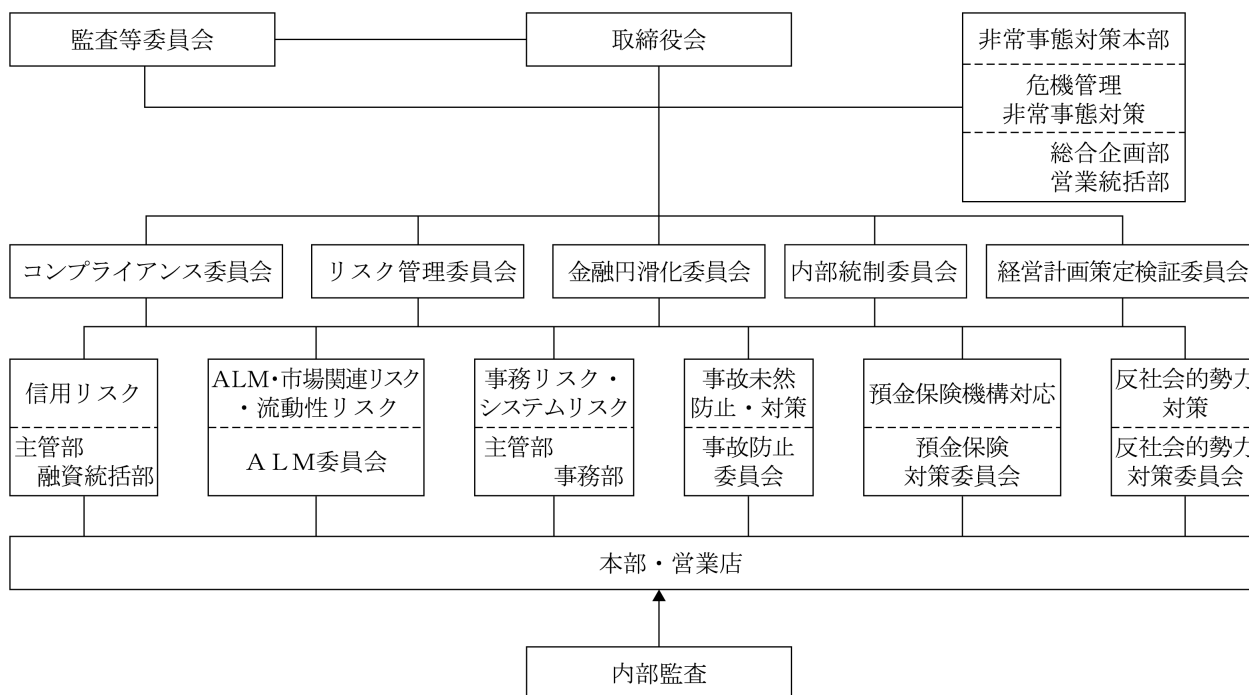 監査等委員会
取締役会
非常事態対策本部
危機管理
非常事態対策
総合企画部
営業統括部
コンプライアンス委員会
リスク管理委員会
金融円滑化委員会
内部統制委員会
経営計画策定検証委員会
信用リスク
主管部
融資統括部
ALM・市場関連リスク
・流動性リスク
ALM委員会
事務リスク・
システムリスク
主管部
事務部
事故未然
防止・対策
事故防止
委員会
預金保険機構対応
預金保険
対策委員会
反社会的勢力
対策
反社会的勢力
対策委員会
本部・営業店
内部監査